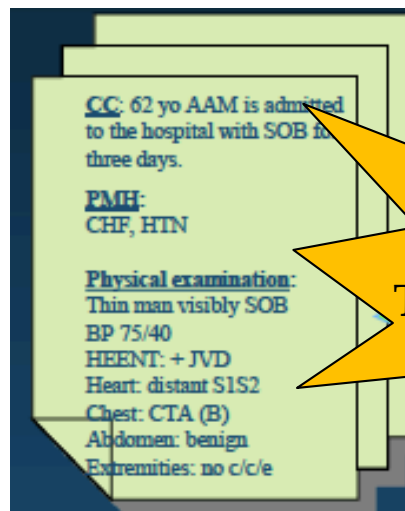 CC: 62 yo AAM is admitted
to the hospital with SOB
three days.
PMH:
CHF, HTN
Physical examination:
Thin man visibly SOB
BP 75/40
HEENT: + JVD
Heart: distant S1S2
Chest: CTA (B)
Abdomen: benign
Extremities: no c/c/e
T